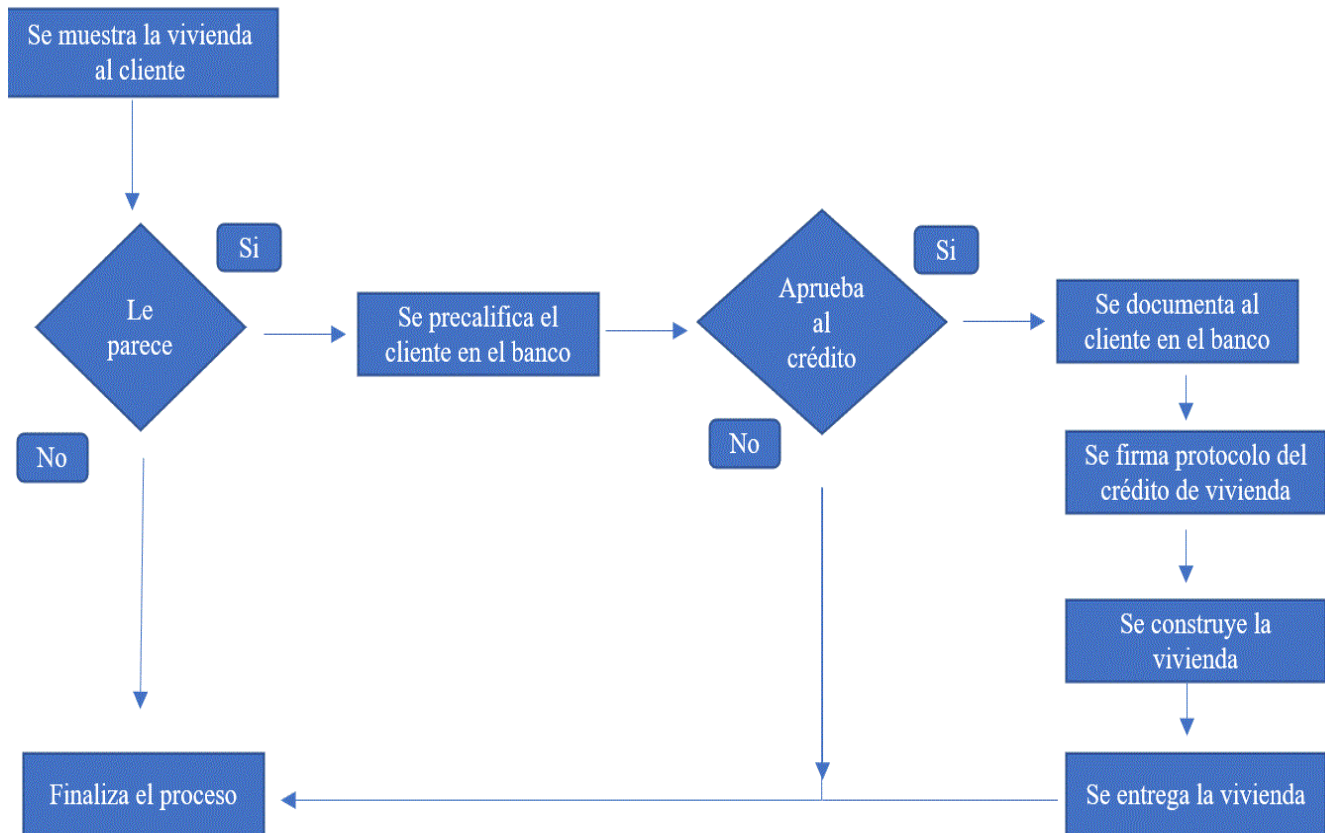 Se muestra la vivienda
al cliente
Si
Le
parece
No
Se precalifica el
cliente en el banco
Aprueba
al
crédito
Si
No
Se documenta al
cliente en el banco
Se firma protocolo del
crédito de vivienda
Se construye la
vivienda
Se entrega la vivienda
Finaliza el proceso